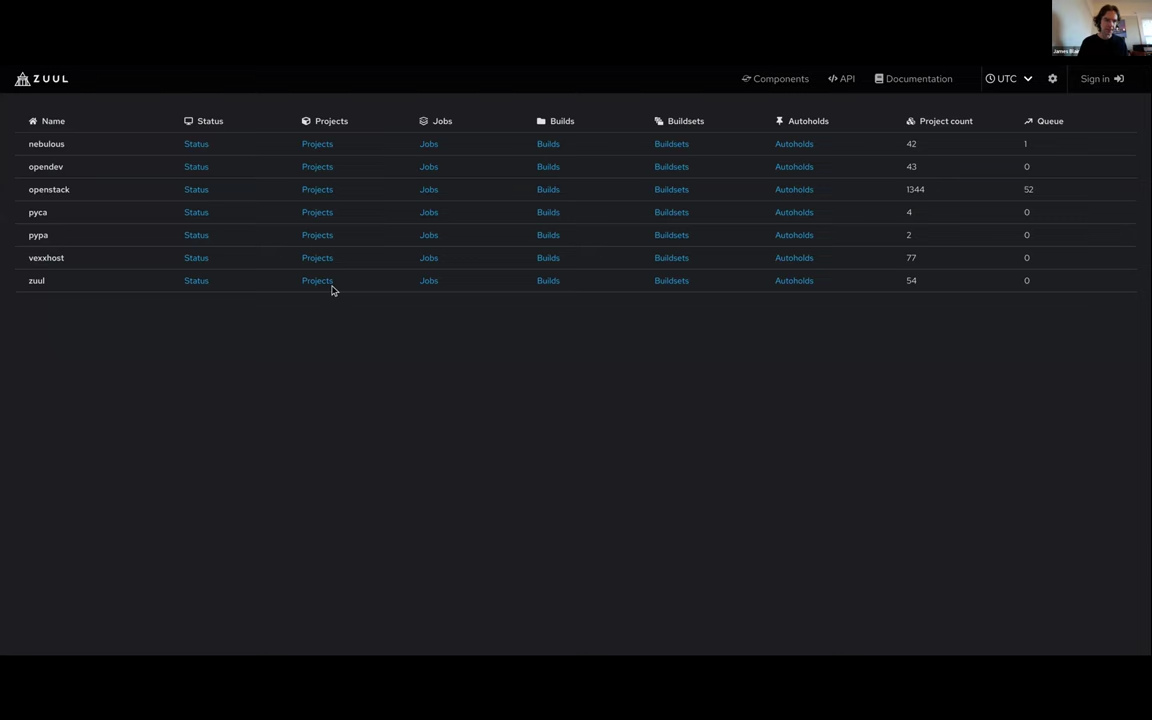 James Blair
ZUUL Components API Documentation UTC Sign in
Name Status Projects Jobs Builds Buildsets Autoholds Project count Queue
nebulous Status Projects Jobs Builds Buildsets Autoholds 42 1
opendev Status Projects Jobs Builds Buildsets Autoholds 43 0
openstack Status Projects Jobs Builds Buildsets Autoholds 1344 52
pyca Status Projects Jobs Builds Buildsets Autoholds 4 0
pypa Status Projects Jobs Builds Buildsets Autoholds 2 0
vexxhost Status Projects Jobs Builds Buildsets Autoholds 77 0
zuul Status Projects Jobs Builds Buildsets Autoholds 54 0